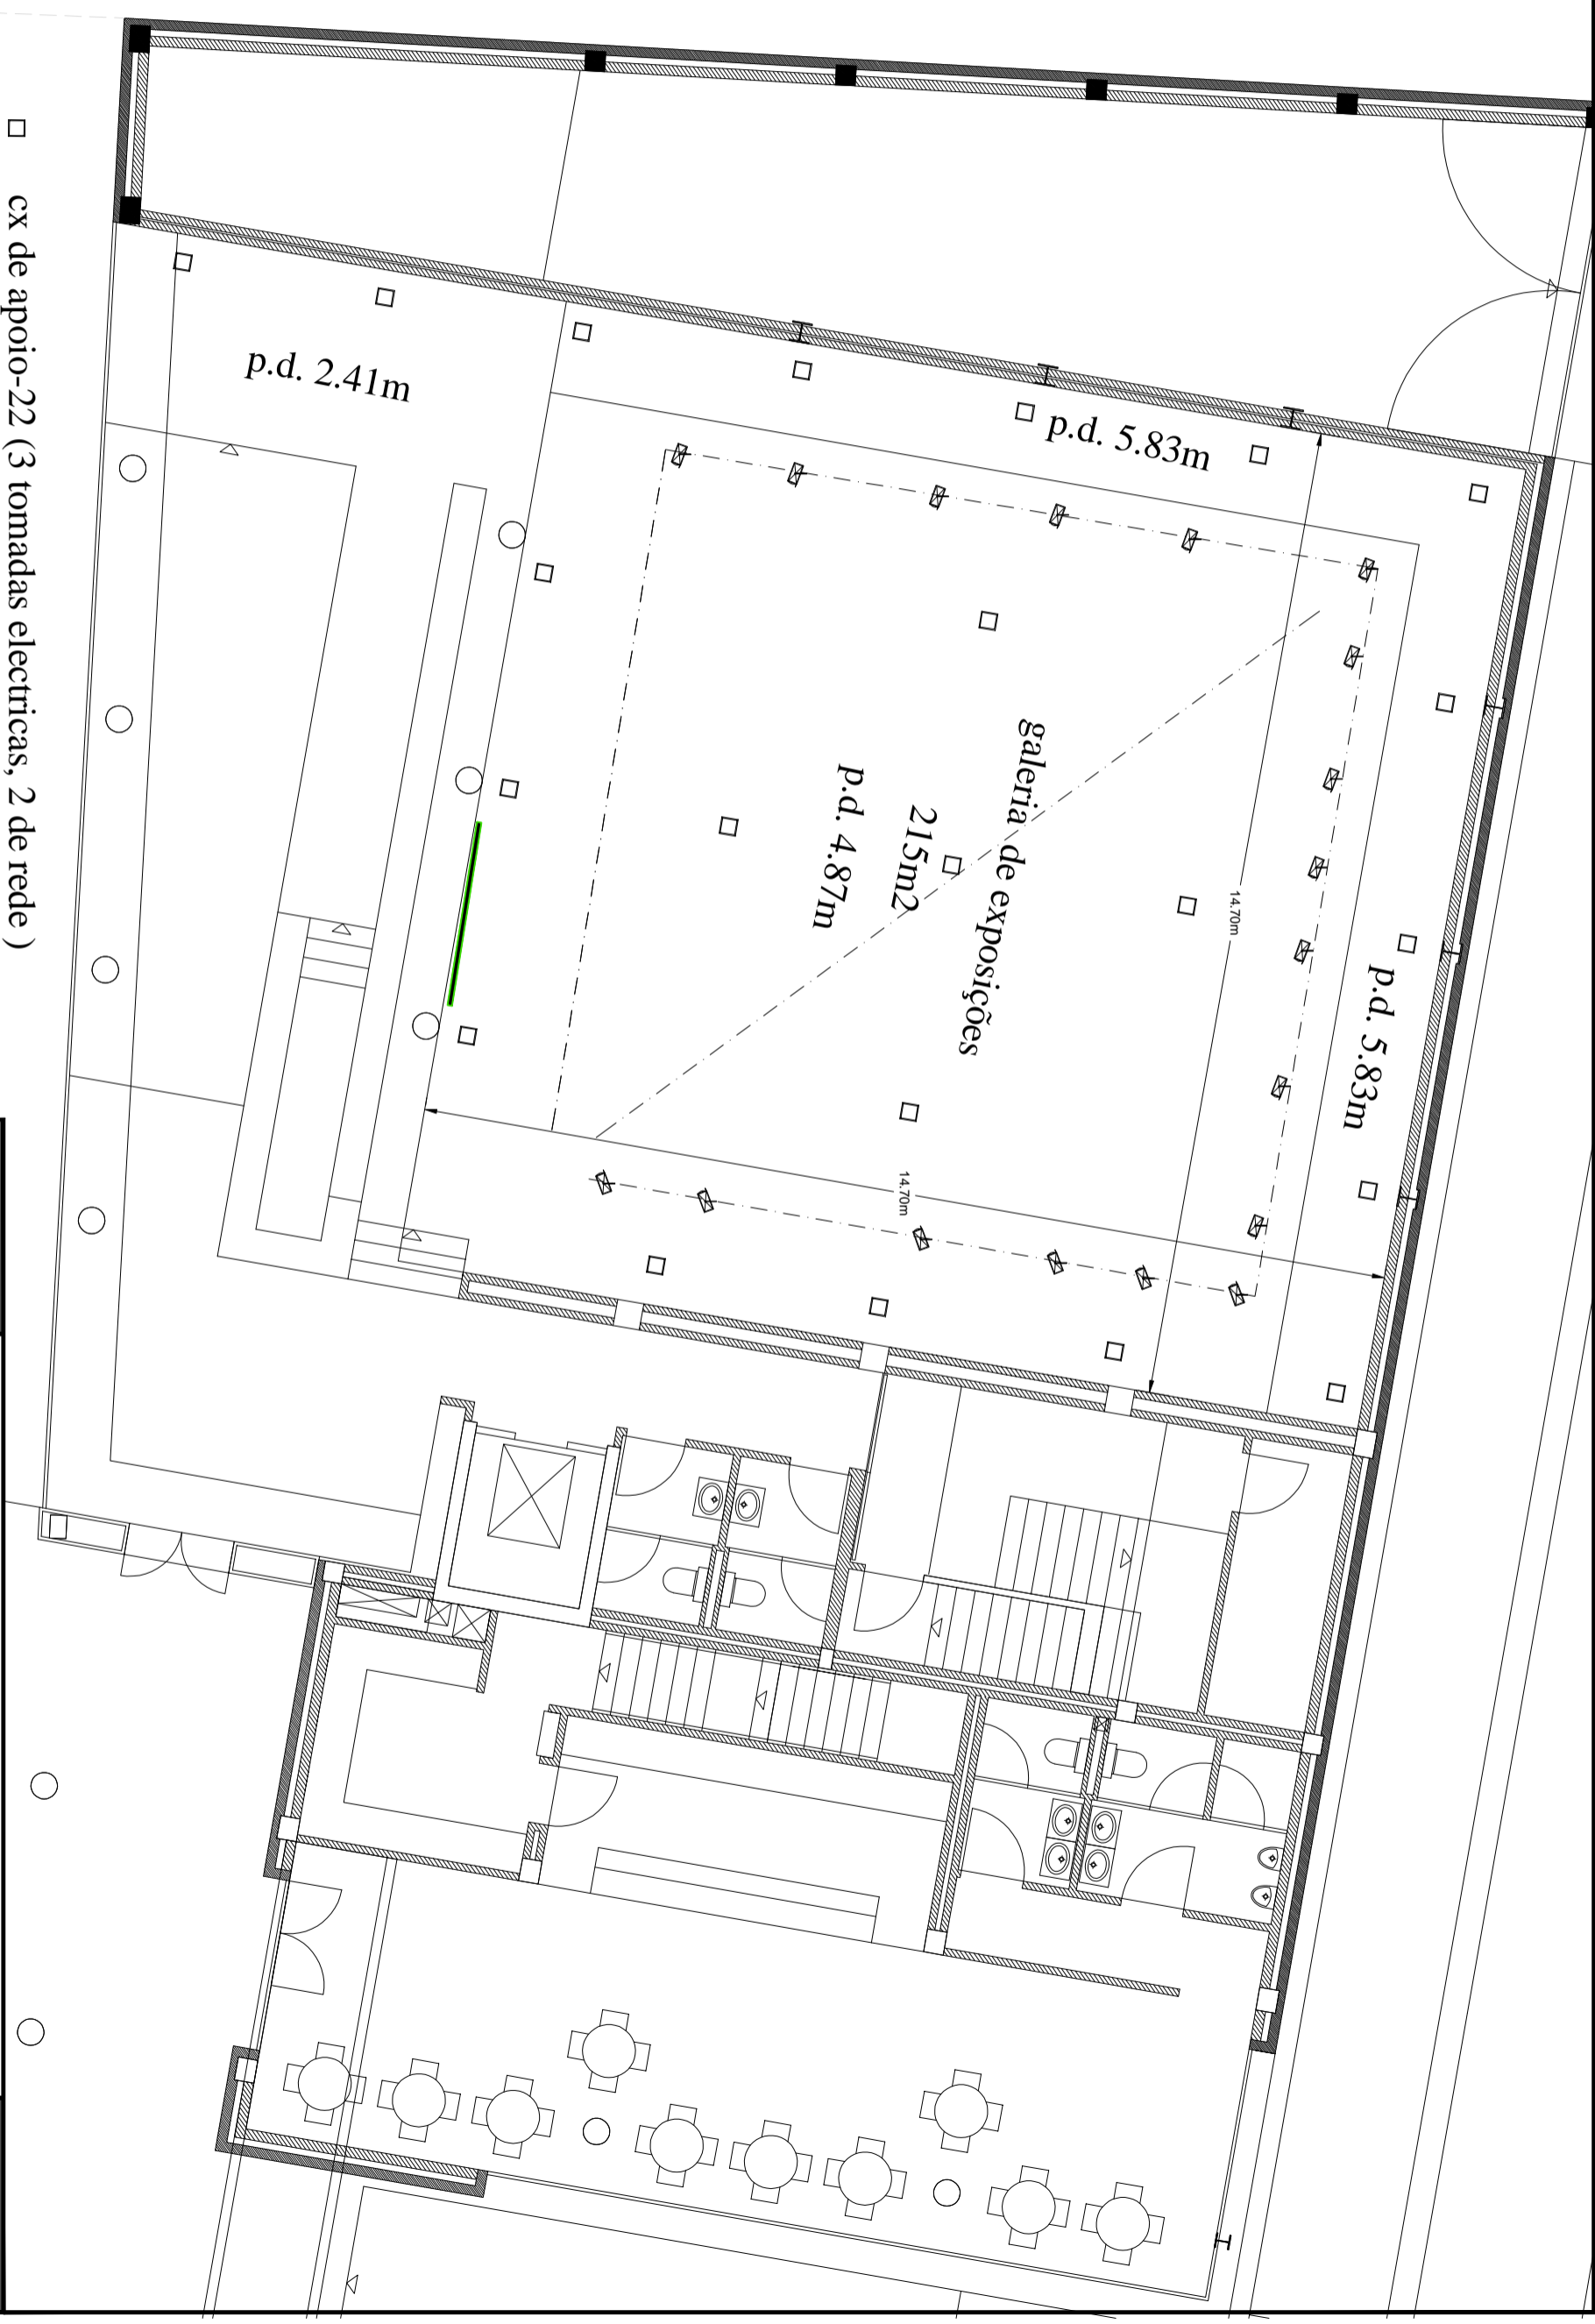 p.d. 2.41m
p.d. 5.83m
galeria de exposições
215m2
p.d. 4.87m
14.70m
p.d. 5.83m
14.70m
cx de apoio-22 (3 tomadas electricas, 2 de rede )